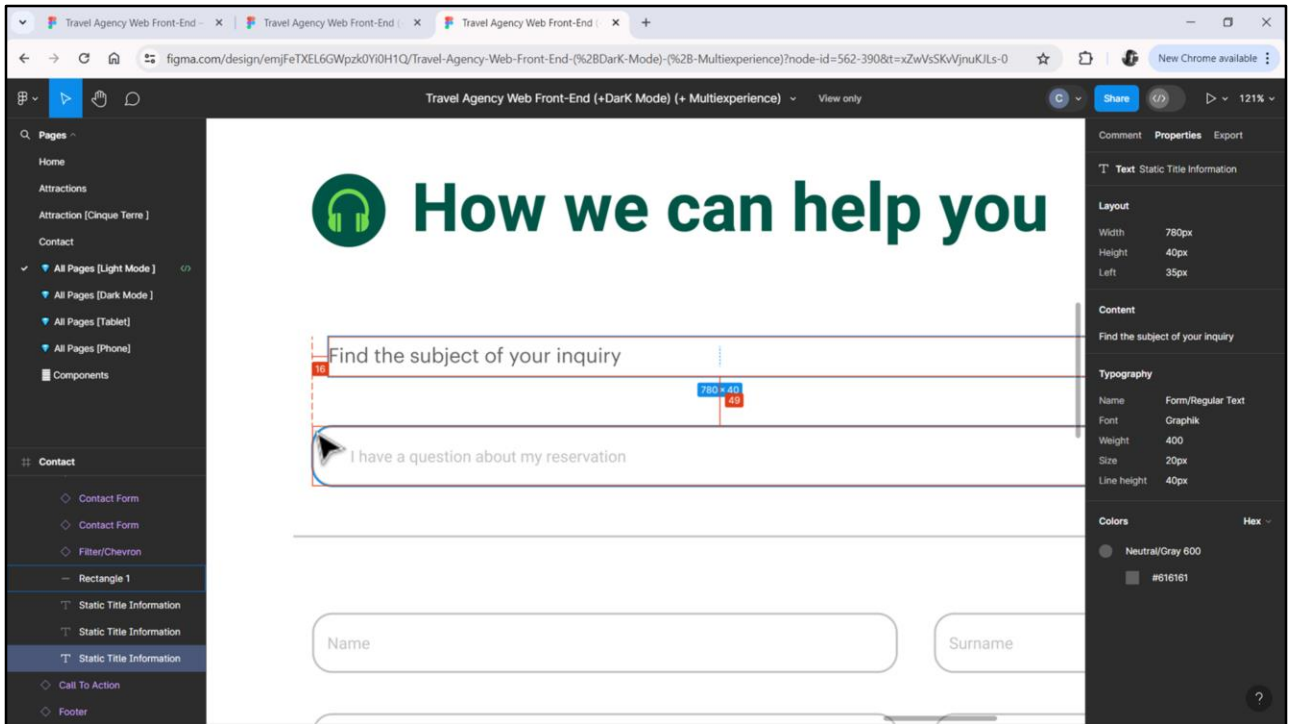 Travel Agency Web Front-End -
Travel Agency Web Front-End (
Travel Agency Web Front-End (
figma.com/design/emjFeTXEL6GWpzk0Yi0H1Q/Travel-Agency-Web-Front-End-(%2BDarK-Mode)-(%2B-Multiexperience)?node-id=562-390&t=xZwVsSKvVjnuKJLs-0
New Chrome available
Travel Agency Web Front-End (+DarK Mode) (+ Multiexperience)
View only
C
Share
121%
Pages
Home
Attractions
Attraction [Cinque Terre ]
Contact
All Pages [Light Mode ]
All Pages [Dark Mode ]
All Pages [Tablet]
All Pages [Phone]
Components
Contact
Contact Form
Contact Form
Filter/Chevron
Rectangle 1
Static Title Information
Static Title Information
Static Title Information
Call To Action
Footer
How we can help you
Find the subject of your inquiry
16
780 × 40
49
I have a question about my reservation
Name
Surname
Comment Properties Export
T Text Static Title Information
Layout
Width 780px
Height 40px
Left 35px
Content
Find the subject of your inquiry
Typography
Name Form/Regular Text
Font Graphik
Weight 400
Size 20px
Line height 40px
Colors Hex
Neutral/Gray 600
#616161
?